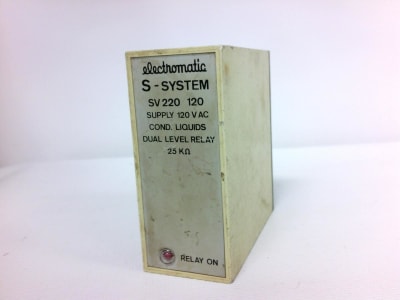 electromatic
S-SYSTEM
SV 220 120
SUPPLY 120 V AC
COND. LIQUIDS
DUAL LEVEL RELAY
25 KΩ
RELAY ON